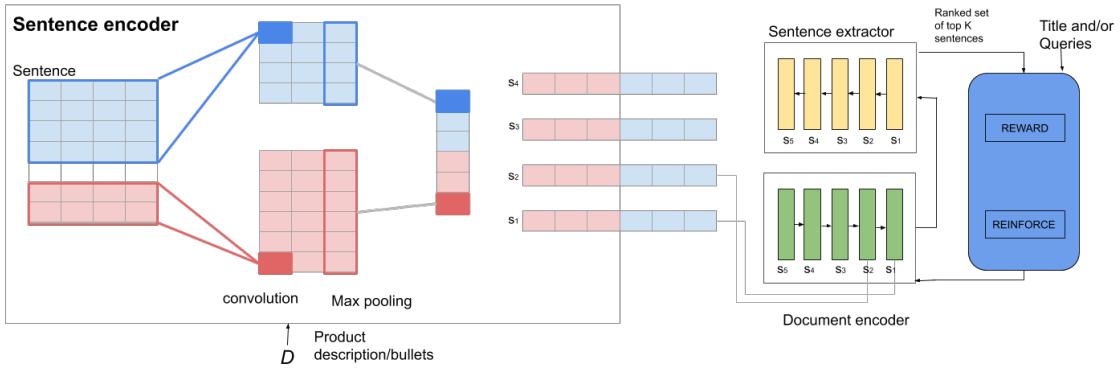 Sentence encoder
Sentence
convolution
Max pooling
D
Product
description/bullets
S4
S3
S2
S1
Sentence extractor
S5
S4
S3
S2
S1
S5
S4
S3
S2
S1
Document encoder
Ranked set
of top K
sentences
Title and/or
Queries
REWARD
REINFORCE